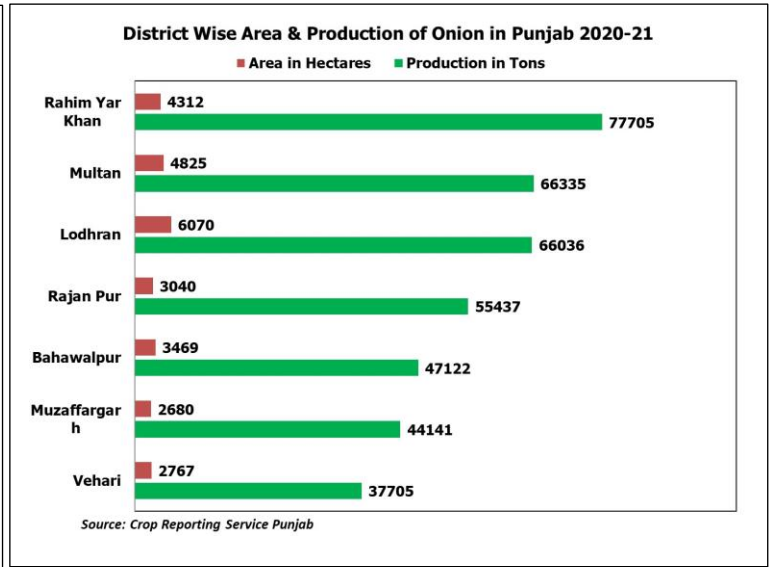 District Wise Area & Production of Onion in Punjab 2020-21
Area in Hectares Production in Tons
Rahim Yar
Khan
4312
77705
Multan
4825
66335
Lodhran
6070
66036
Rajan Pur
3040
55437
Bahawalpur
3469
47122
Muzaffargar
h
2680
44141
Vehari
2767
37705
Source: Crop Reporting Service Punjab